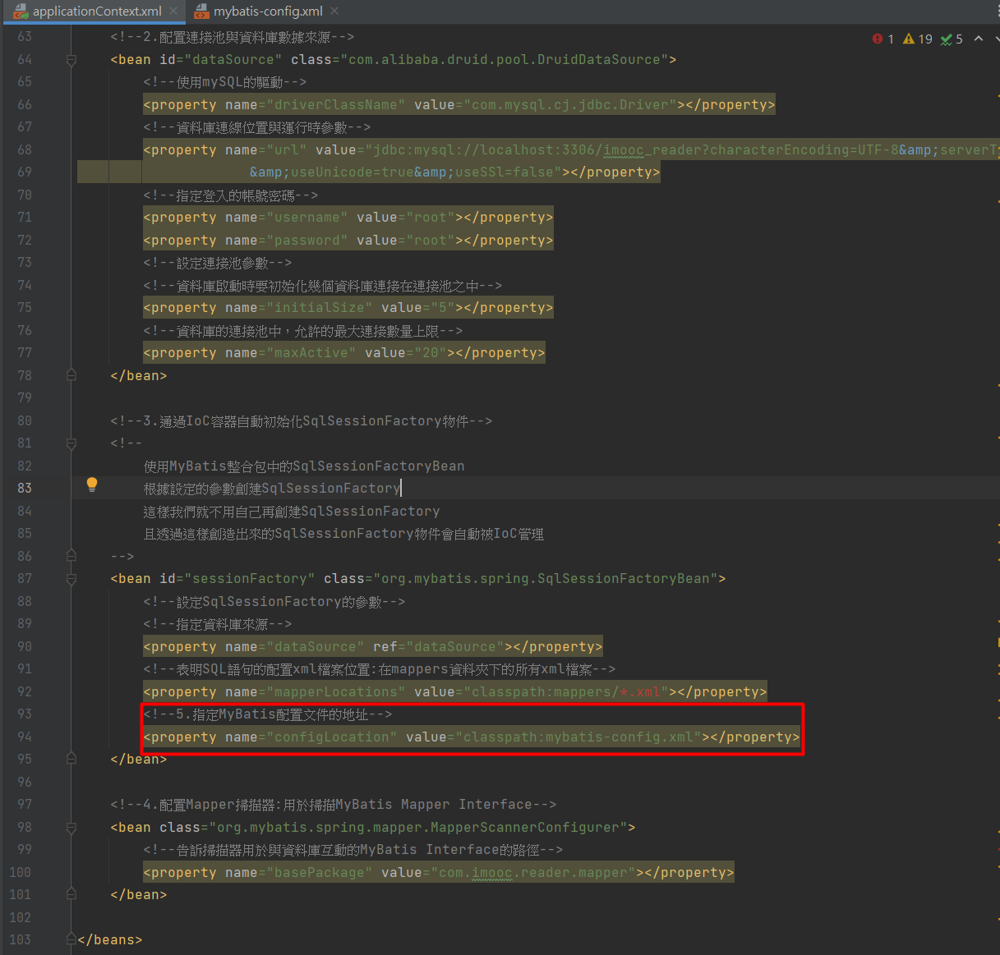 applicationContext.xml
mybatis-config.xml
1 19 5
63 <!--2.配置連接池與資料庫數據來源-->
64 <bean id="dataSource" class="com.alibaba.druid.pool.DruidDataSource">
65 <!--使用mySQL的驅動-->
66 <property name="driverClassName" value="com.mysql.cj.jdbc.Driver"></property>
67 <!--資料庫連線位置與運行時參數-->
68 <property name="url" value="jdbc:mysql://localhost:3306/imooc_reader?characterEncoding=UTF-8&amp;serverT
69 &amp;useUnicode=true&amp;useSSl=false"></property>
70 <!--指定登入的帳號密碼-->
71 <property name="username" value="root"></property>
72 <property name="password" value="root"></property>
73 <!--設定連接池參數-->
74 <!--資料庫啟動時要初始化幾個資料庫連接在連接池之中-->
75 <property name="initialSize" value="5"></property>
76 <!--資料庫的連接池中，允許的最大連接數量上限-->
77 <property name="maxActive" value="20"></property>
78 </bean>
79
80 <!--3.通過IoC容器自動初始化SqlSessionFactory物件-->
81 <!--
82 使用MyBatis整合包中的SqlSessionFactoryBean
83 根據設定的參數創建SqlSessionFactory
84 這樣我們就不用自己再創建SqlSessionFactory
85 且透過這樣創造出來的SqlSessionFactory物件會自動被IoC管理
86 -->
87 <bean id="sessionFactory" class="org.mybatis.spring.SqlSessionFactoryBean">
88 <!--設定SqlSessionFactory的參數-->
89 <!--指定資料庫來源-->
90 <property name="dataSource" ref="dataSource"></property>
91 <!--表明SQL語句的配置xml檔案位置:在mappers資料夾下的所有xml檔案-->
92 <property name="mapperLocations" value="classpath:mappers/*.xml"></property>
93 <!--5.指定MyBatis配置文件的地址-->
94 <property name="configLocation" value="classpath:mybatis-config.xml"></property>
95 </bean>
96
97 <!--4.配置Mapper掃描器:用於掃描MyBatis Mapper Interface-->
98 <bean class="org.mybatis.spring.mapper.MapperScannerConfigurer">
99 <!--告訴掃描器用於與資料庫互動的MyBatis Interface的路徑-->
100 <property name="basePackage" value="com.imooc.reader.mapper"></property>
101 </bean>
102
103 </beans>